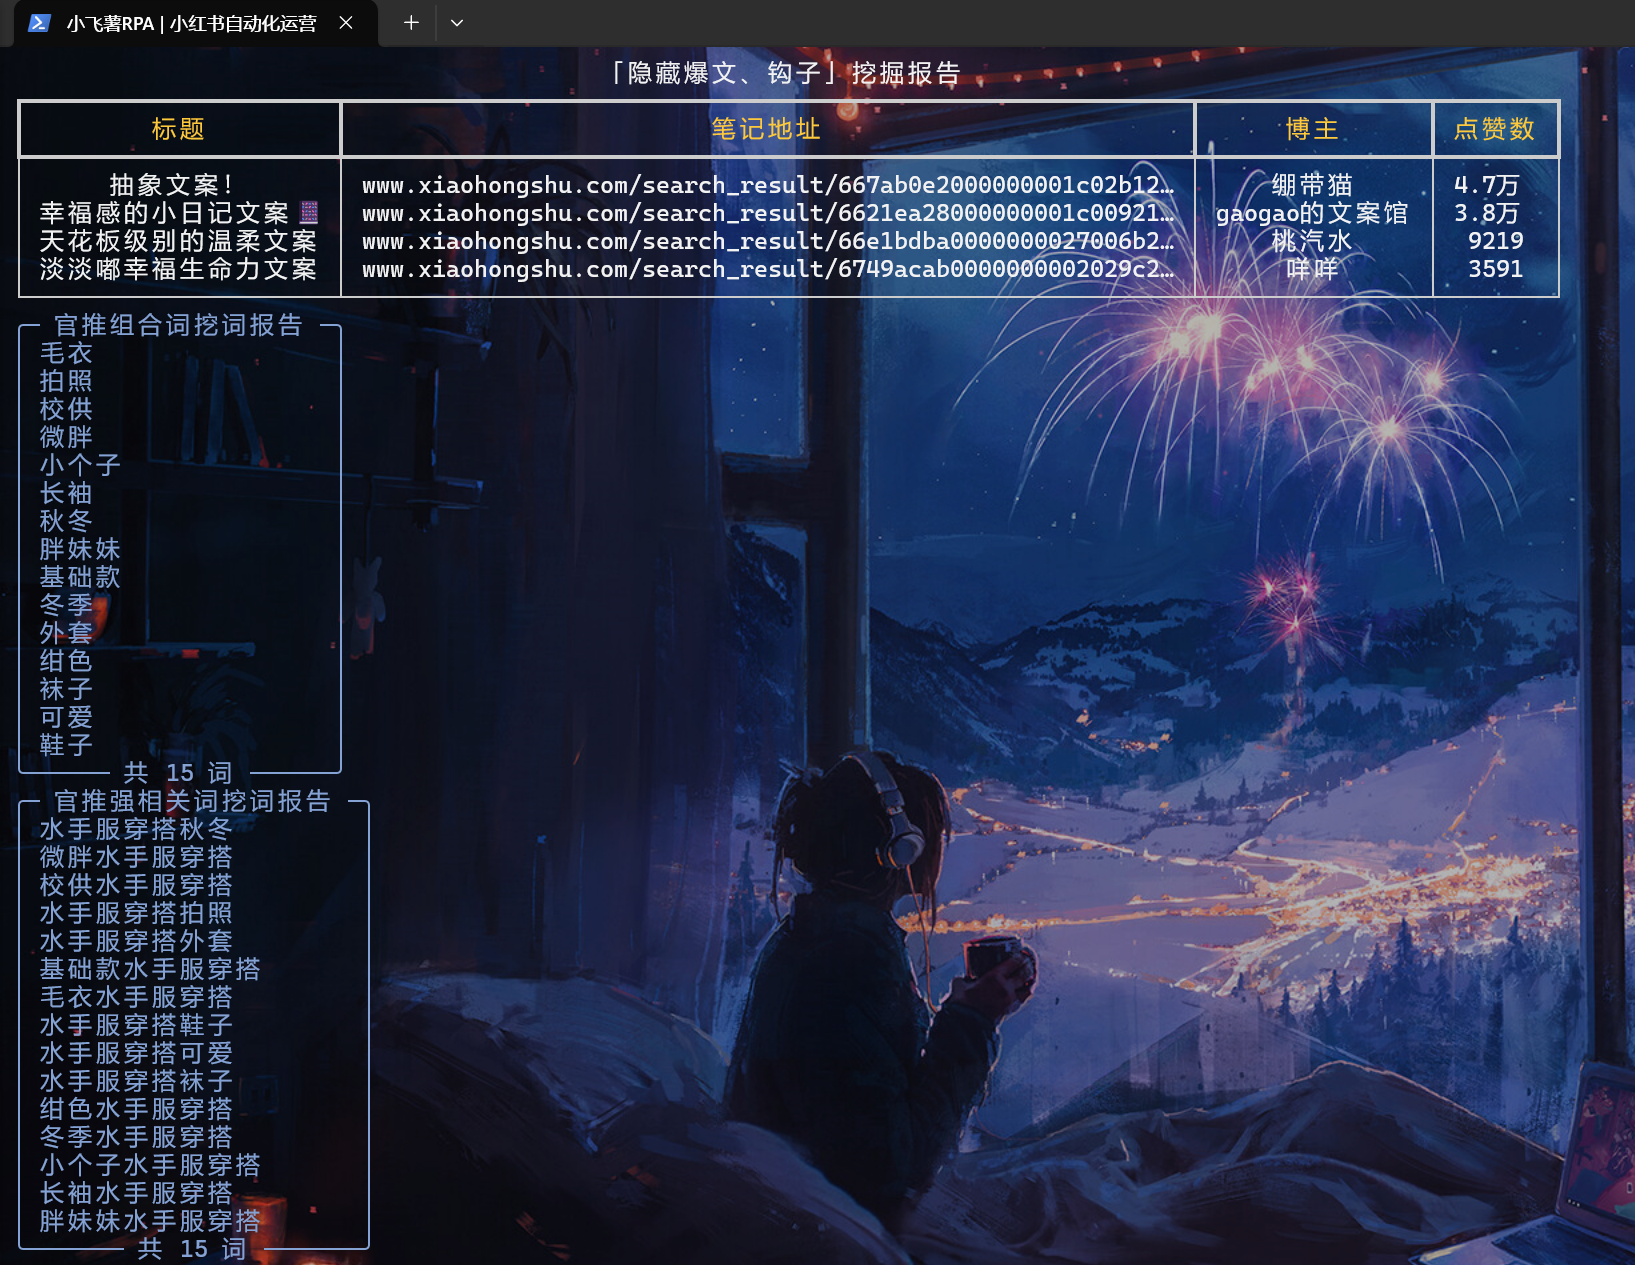 小飞薯RPA | 小红书自动化运营
「隐藏爆文、钩子」挖掘报告
标题 笔记地址 博主 点赞数
抽象文案! www.xiaohongshu.com/search_result/667ab0e2000000001c02b12… 绷带猫 4.7万
幸福感的小日记文案 www.xiaohongshu.com/search_result/6621ea28000000001c00921… gaogao的文案馆 3.8万
天花板级别的温柔文案 www.xiaohongshu.com/search_result/66e1bdba0000000027006b2… 桃汽水 9219
淡淡嘟幸福生命力文案 www.xiaohongshu.com/search_result/6749acab0000000002029c2… 咩咩 3591
官推组合词挖词报告
毛衣
拍照
校供
微胖
小个子
长袖
秋冬
胖妹妹
基础款
冬季
外套
绀色
袜子
可爱
鞋子
共 15 词
官推强相关词挖词报告
水手服穿搭秋冬
微胖水手服穿搭
校供水手服穿搭
水手服穿搭拍照
水手服穿搭外套
基础款水手服穿搭
毛衣水手服穿搭
水手服穿搭鞋子
水手服穿搭可爱
水手服穿搭袜子
绀色水手服穿搭
冬季水手服穿搭
小个子水手服穿搭
长袖水手服穿搭
胖妹妹水手服穿搭
共 15 词